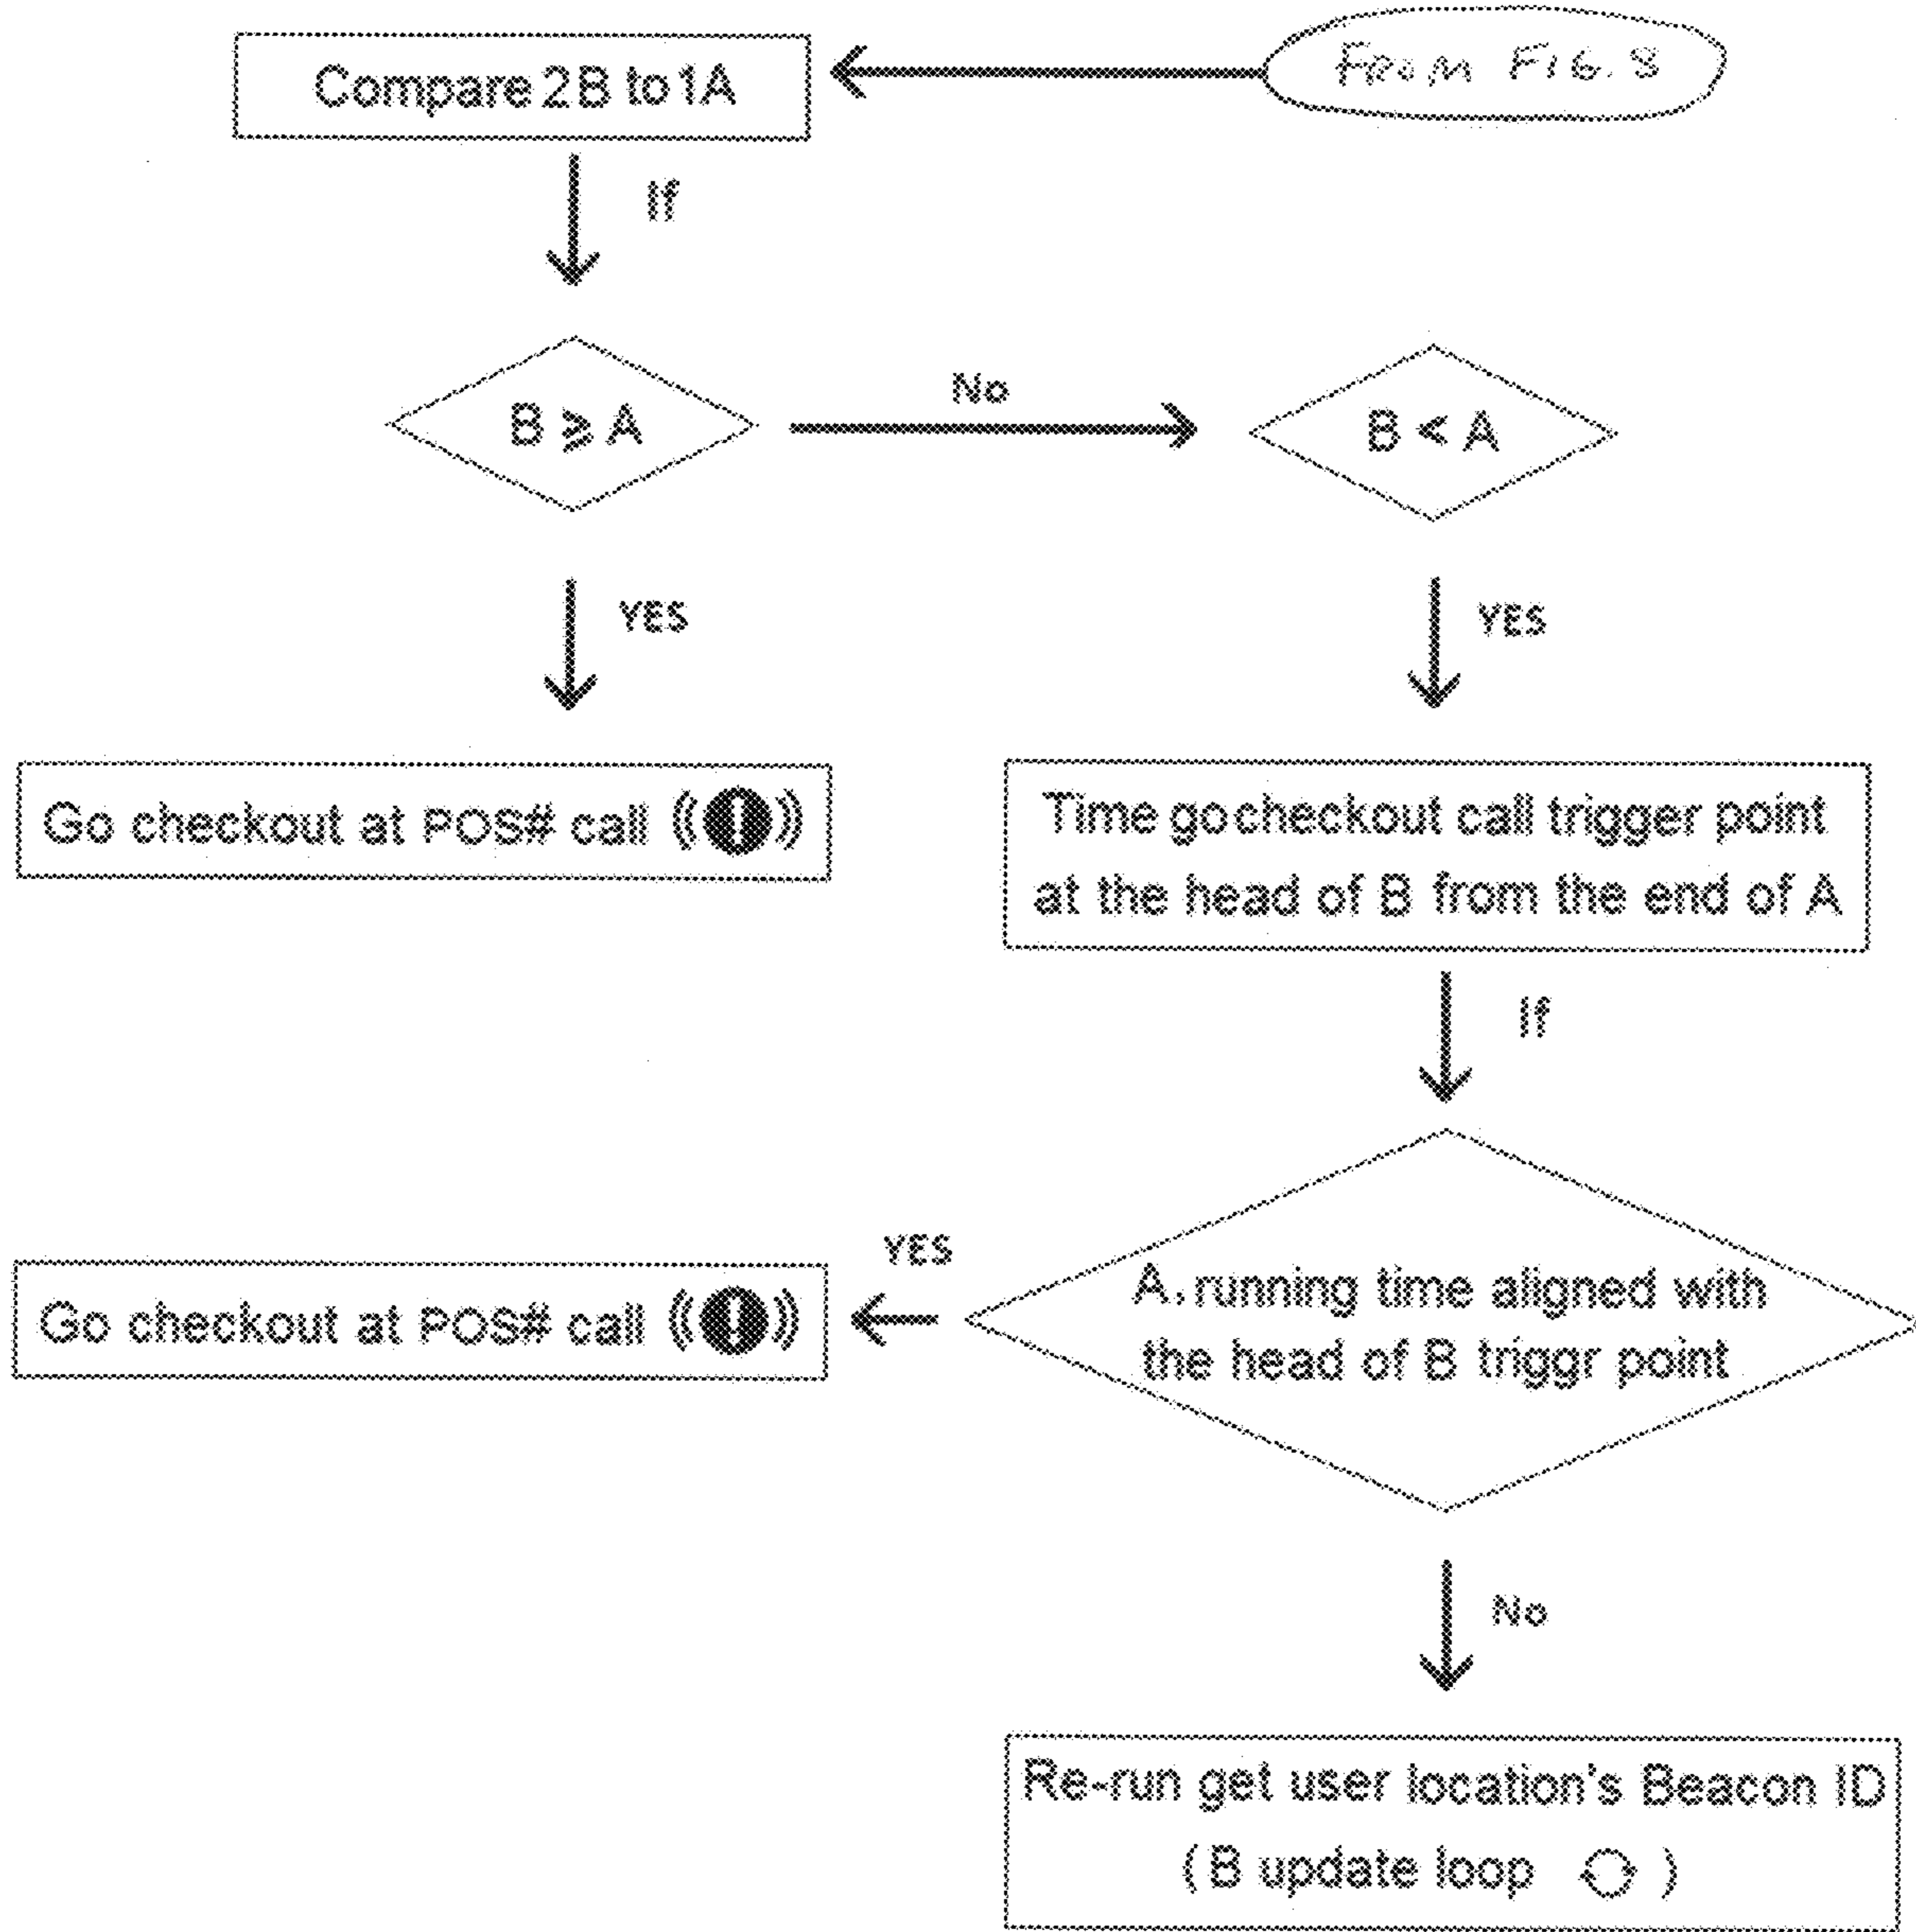 FROM FIG. 8
Compare 2B to 1A
If
B ⩾ A
No
B < A
YES
YES
Go checkout at POS# call ((!))
Time go checkout call trigger point
at the head of B from the end of A
If
A. running time aligned with
the head of B triggr point
YES
Go checkout at POS# call ((!))
No
Re-run get user location's Beacon ID
( B update loop )